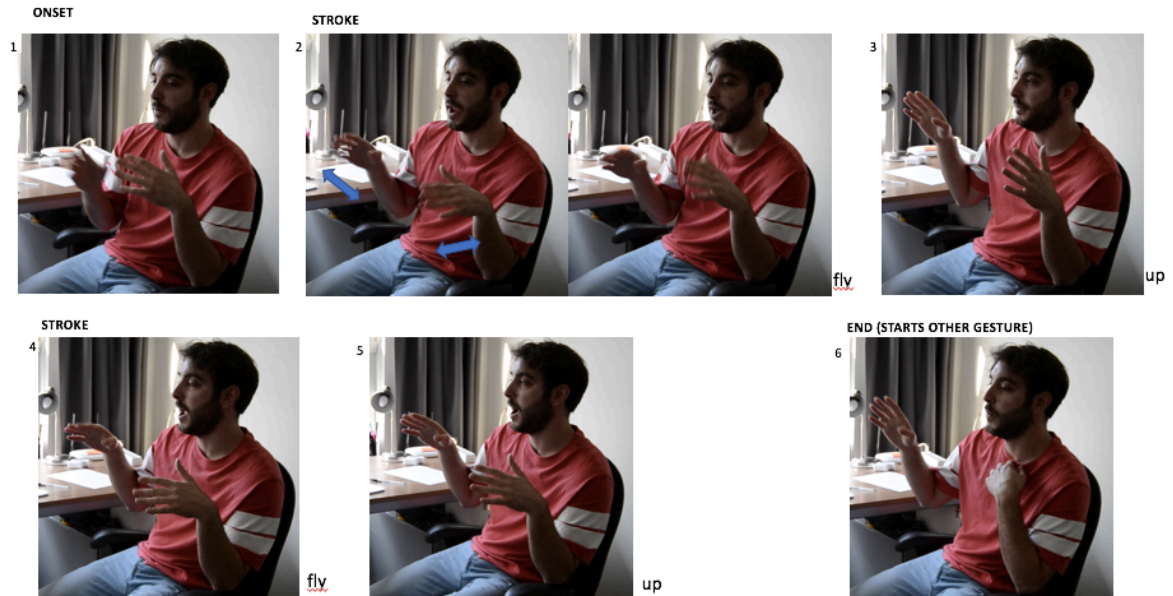 ONSET
STROKE
1
2
3
fly
up
STROKE
END (STARTS OTHER GESTURE)
4
5
6
fly
up